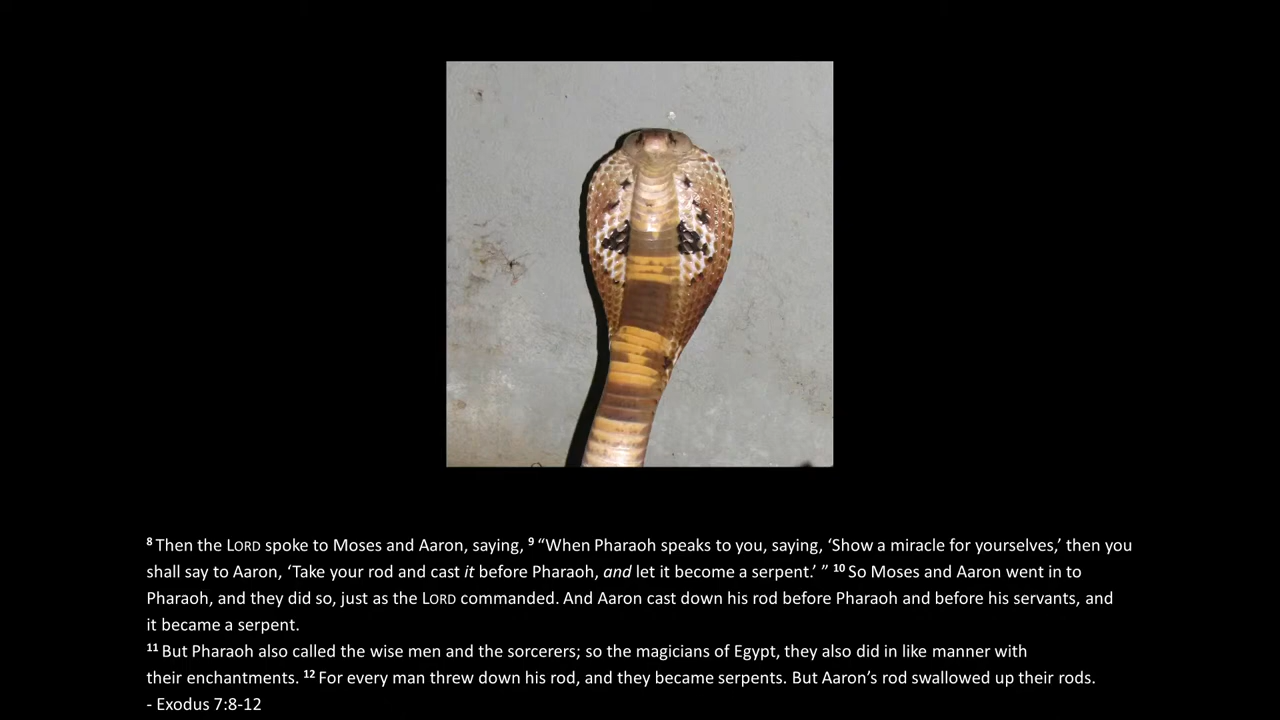 8 Then the LORD spoke to Moses and Aaron, saying, 9 “When Pharaoh speaks to you, saying, ‘Show a miracle for yourselves,’ then you
shall say to Aaron, ‘Take your rod and cast it before Pharaoh, and let it become a serpent.’ ” 10 So Moses and Aaron went in to
Pharaoh, and they did so, just as the LORD commanded. And Aaron cast down his rod before Pharaoh and before his servants, and
it became a serpent.
11 But Pharaoh also called the wise men and the sorcerers; so the magicians of Egypt, they also did in like manner with
their enchantments. 12 For every man threw down his rod, and they became serpents. But Aaron’s rod swallowed up their rods.
- Exodus 7:8-12